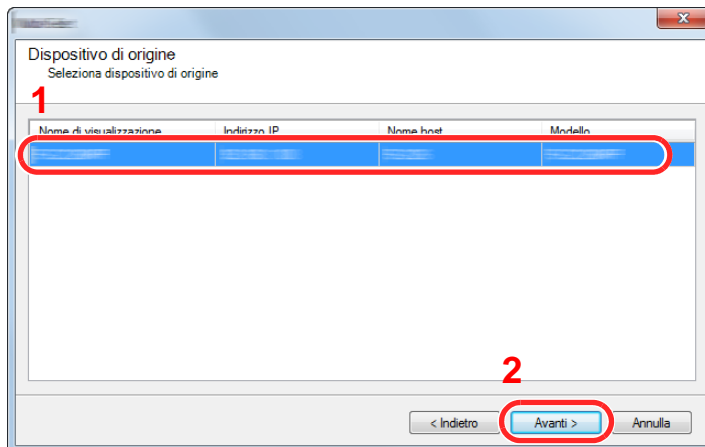 Dispositivo di origine
Seleziona dispositivo di origine
1
Nome di visualizzazione Indirizzo IP Nome host Modello
2
< Indietro Avanti > Annulla